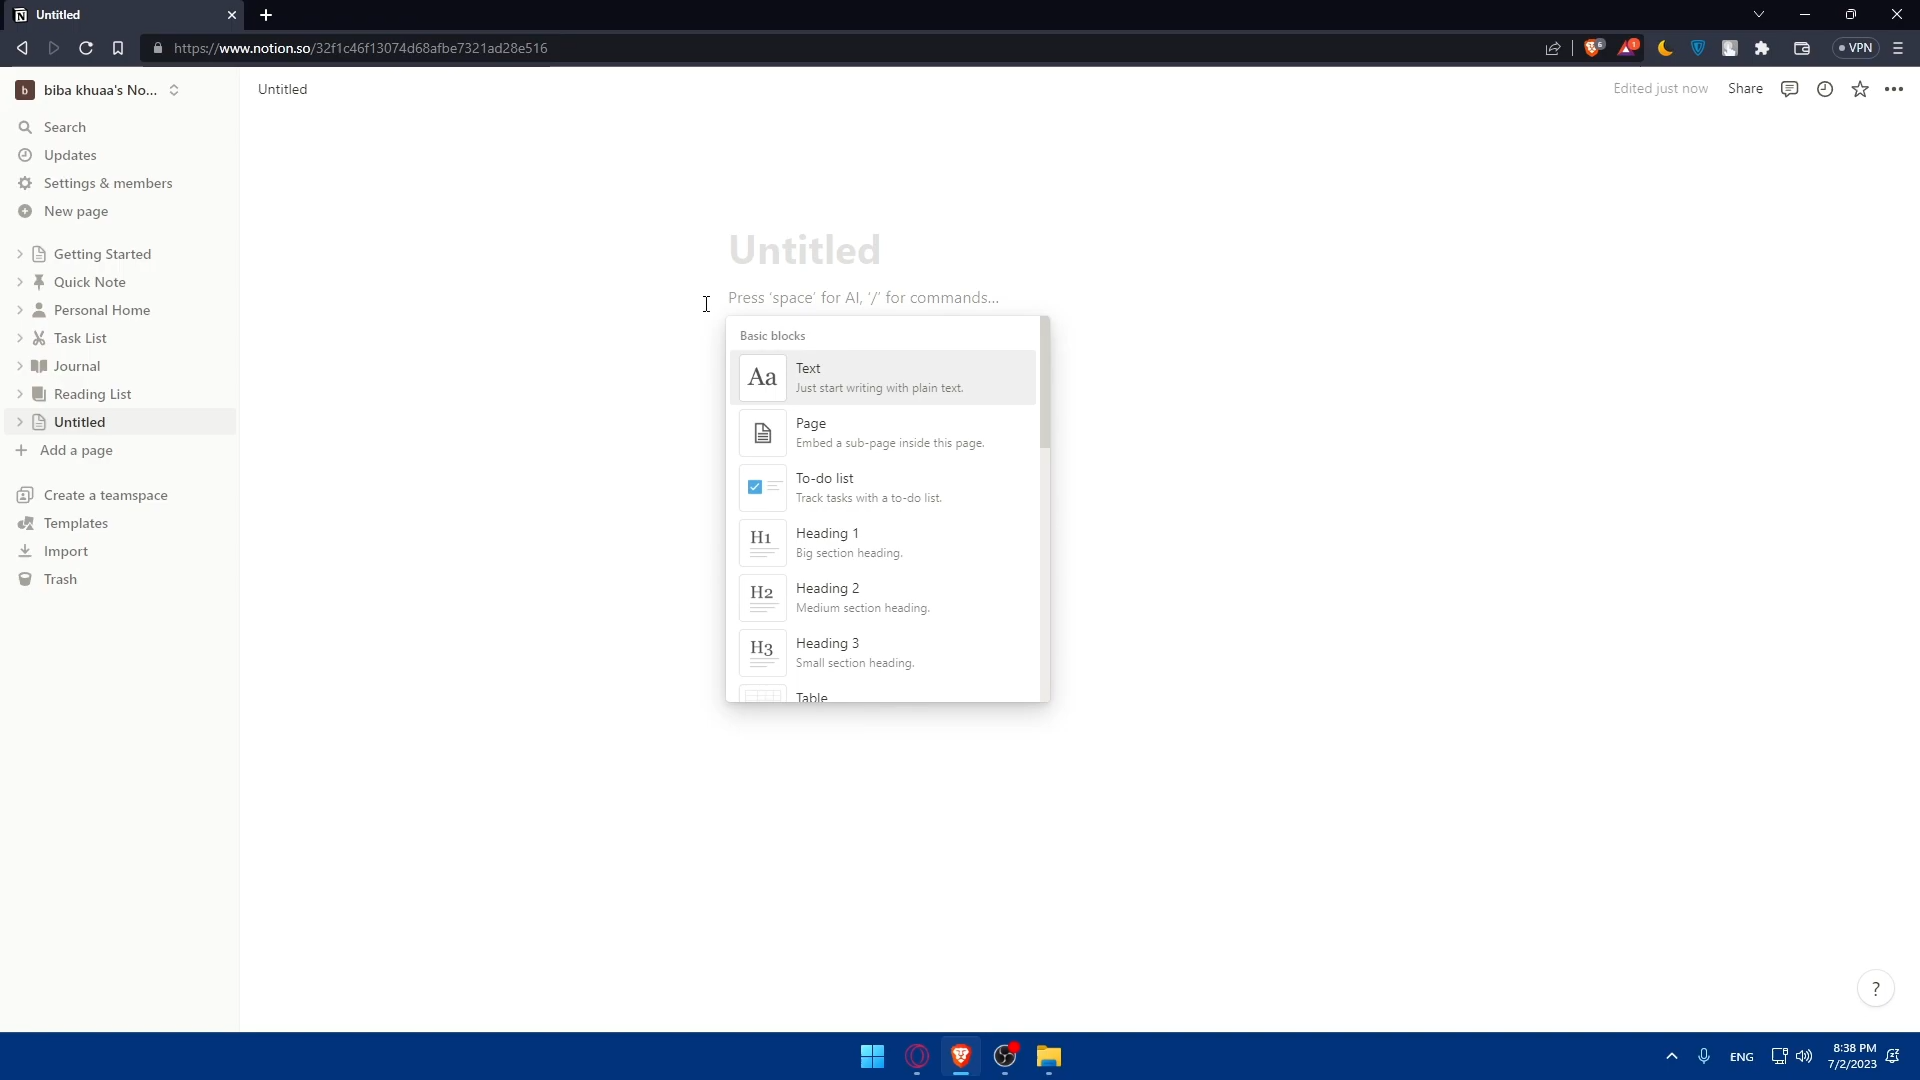 Untitled
https://www.notion.so/32f1c46f13074d68afbe7321ad28e516
6
1
VPN
b biba khuaa's No...
Untitled
Edited just now
Share
Search
Updates
Settings & members
New page
Getting Started
Quick Note
Personal Home
Task List
Journal
Reading List
Untitled
Add a page
Create a teamspace
Templates
Import
Trash
Untitled
Press 'space' for AI, '/' for commands...
Basic blocks
Aa
Text
Just start writing with plain text.
Page
Embed a sub-page inside this page.
To-do list
Track tasks with a to-do list.
H1
Heading 1
Big section heading.
H2
Heading 2
Medium section heading.
H3
Heading 3
Small section heading.
Table
?
ENG
8:38 PM
7/2/2023